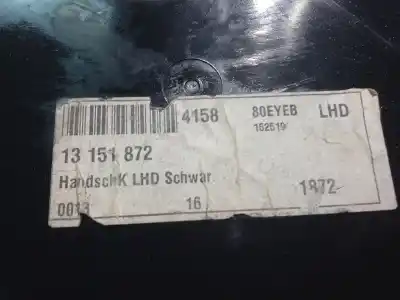 4158 80EYEB LHD
152519
13 151 872
HandschK LHD Schwar
1872-
0013 16